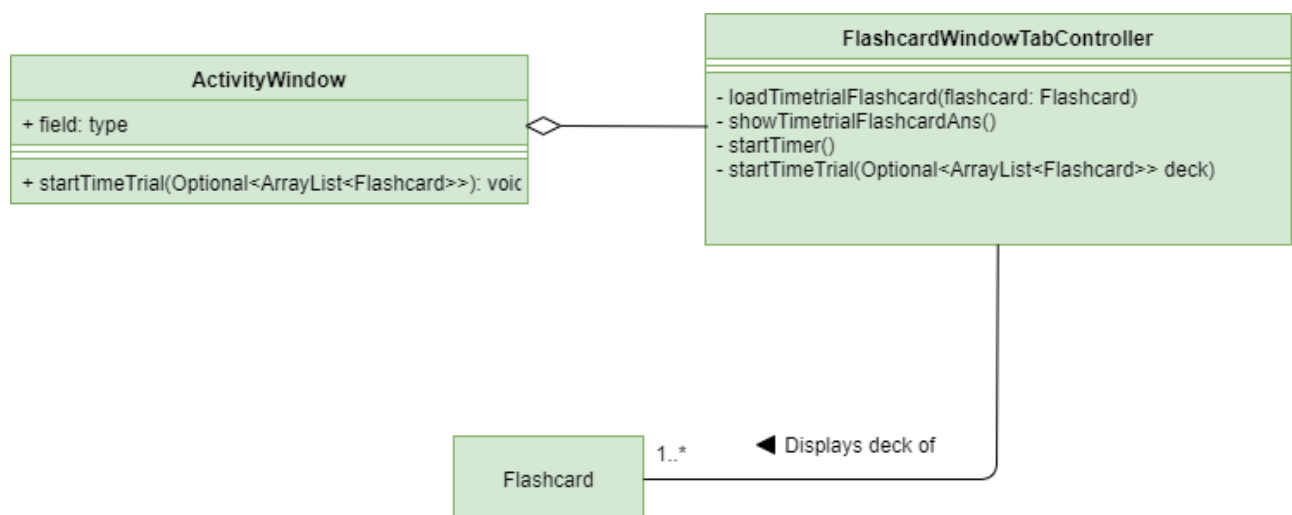 ActivityWindow
+ field: type
+ startTimeTrial(Optional<ArrayList<Flashcard>>): voic
FlashcardWindowTabController
- loadTimetrialFlashcard(flashcard: Flashcard)
- showTimetrialFlashcardAns()
- startTimer()
- startTimeTrial(Optional<ArrayList<Flashcard>> deck)
1..*
◀ Displays deck of
Flashcard